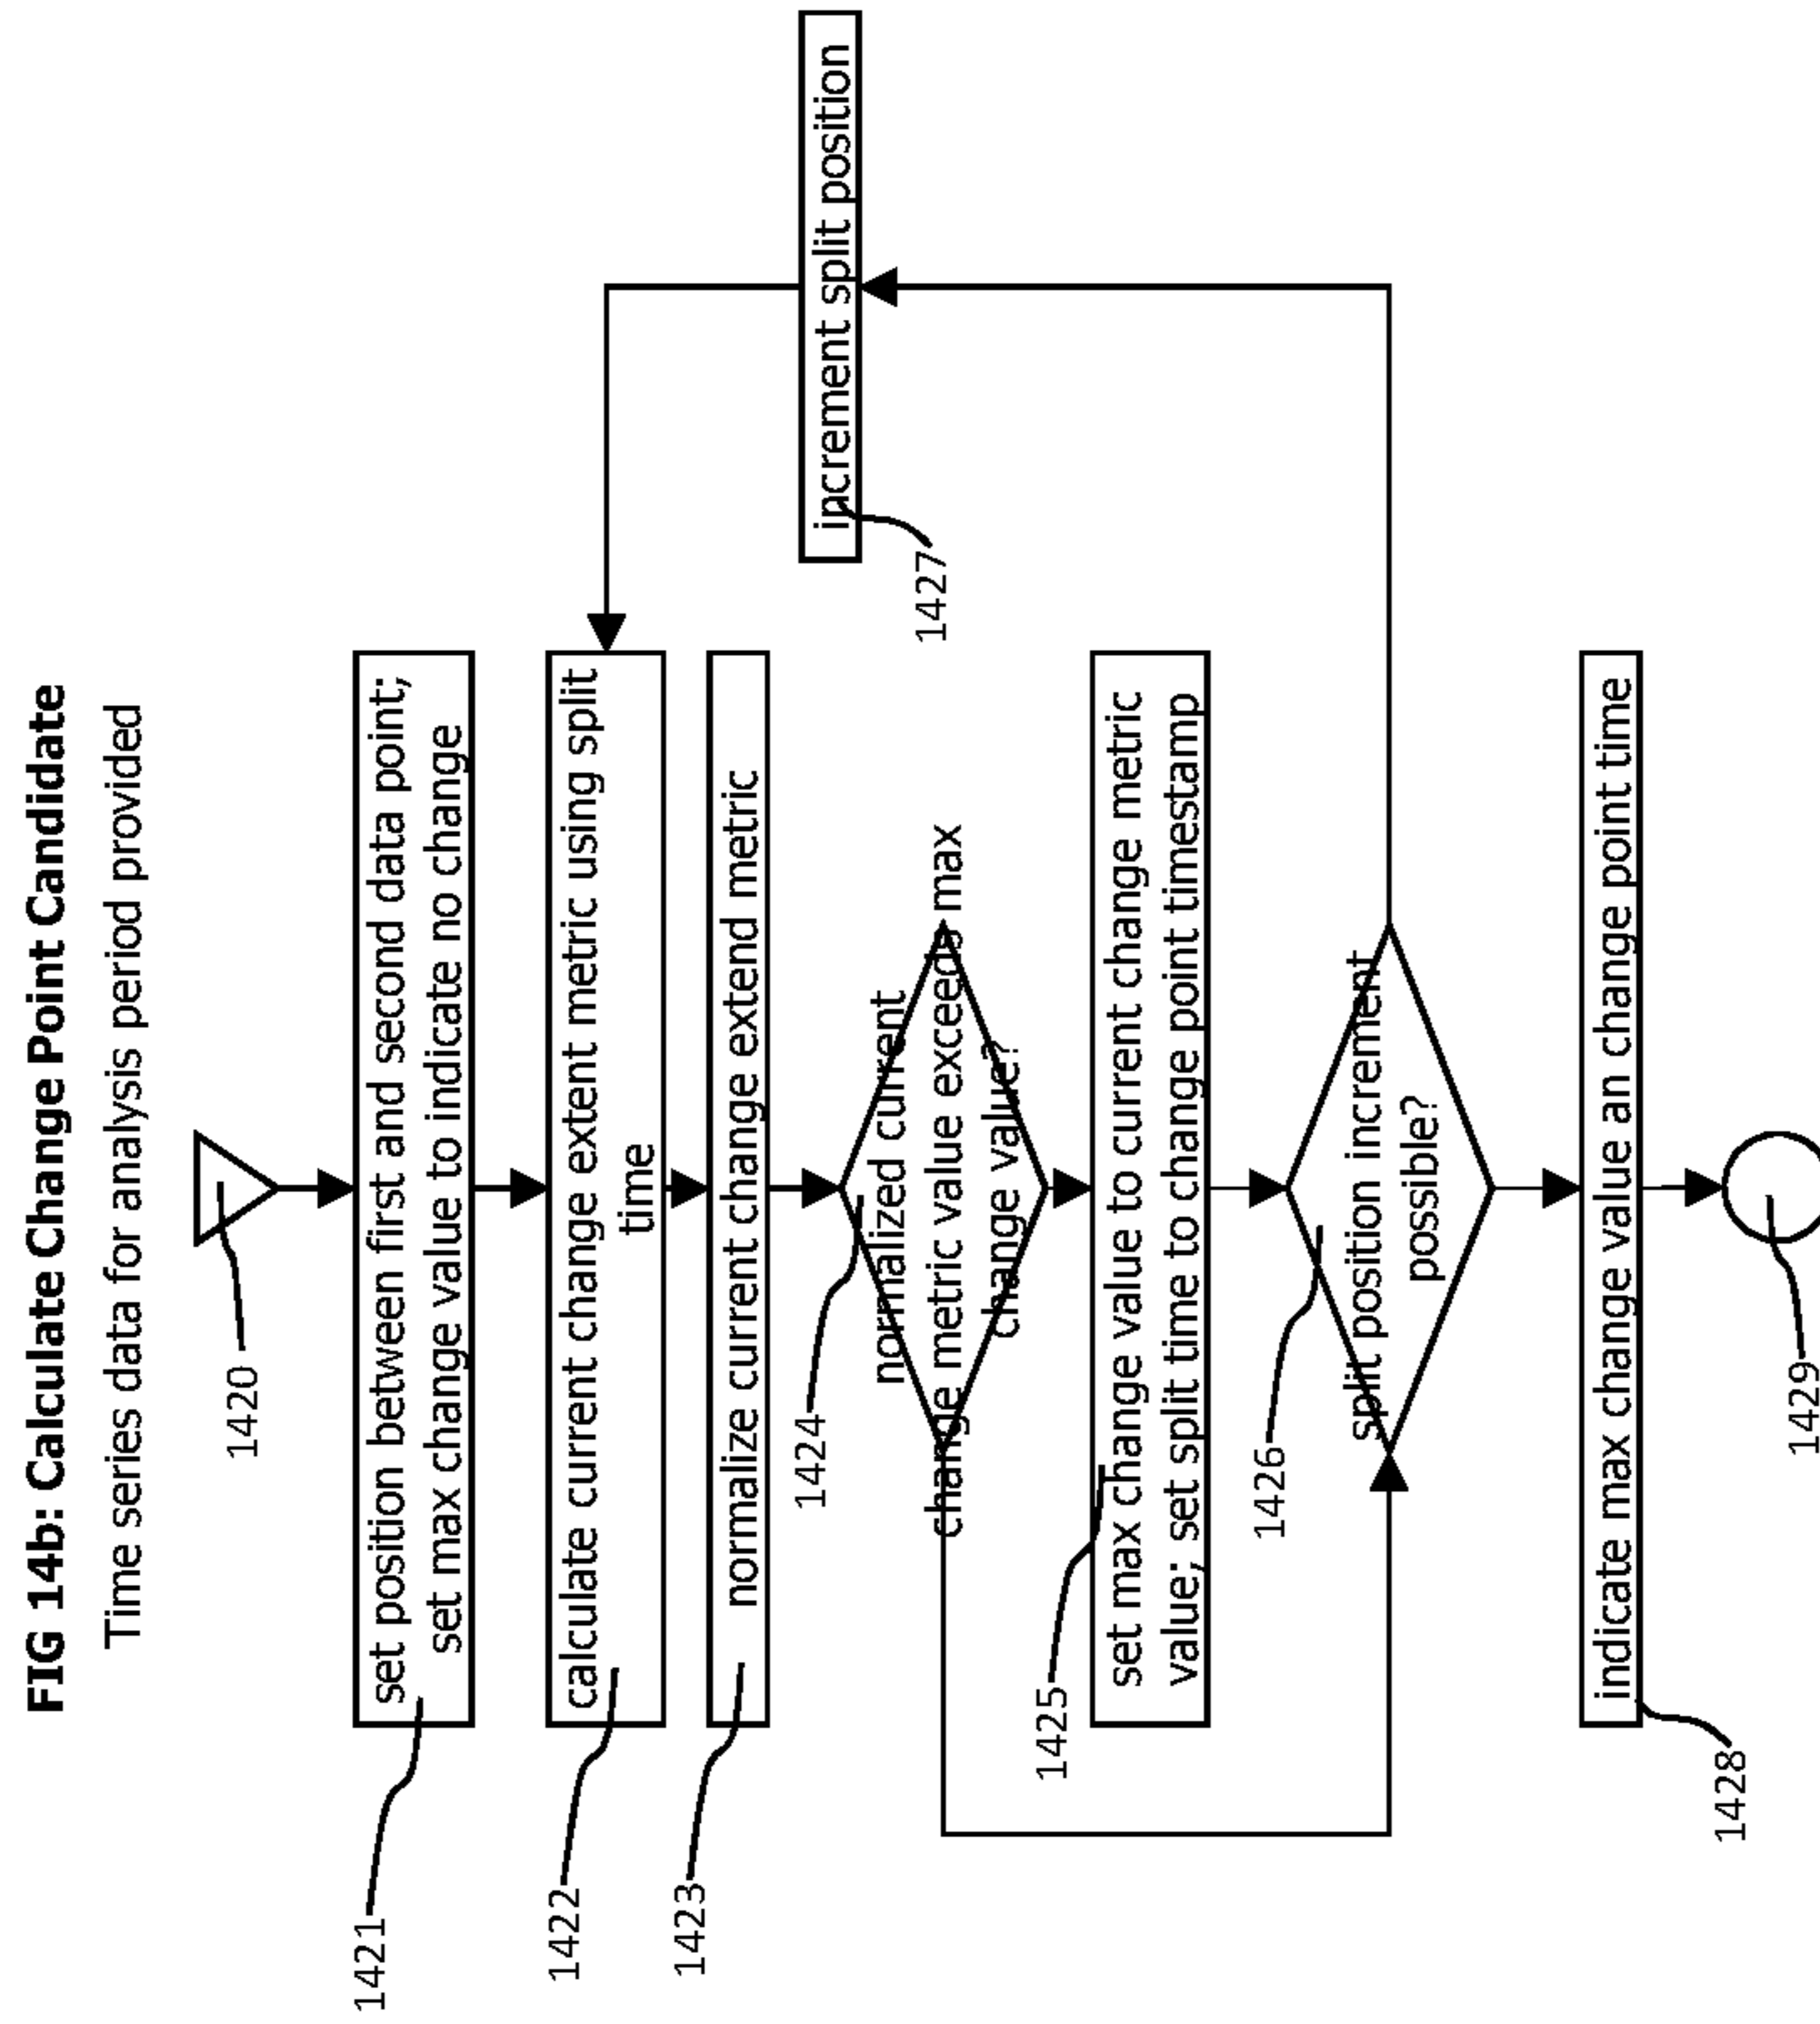 FIG 14b: Calculate Change Point Candidate
Time series data for analysis period provided
1420
set position between first and second data point;
set max change value to indicate no change
1421
calculate current change extent metric using split
time
1422
normalize current change extend metric
1423
increment split position
1427
normalized current
change metric value exceeds max
change value?
1424
set max change value to current change metric
value; set split time to change point timestamp
1425
split position increment
possible?
1426
indicate max change value an change point time
1428
1429